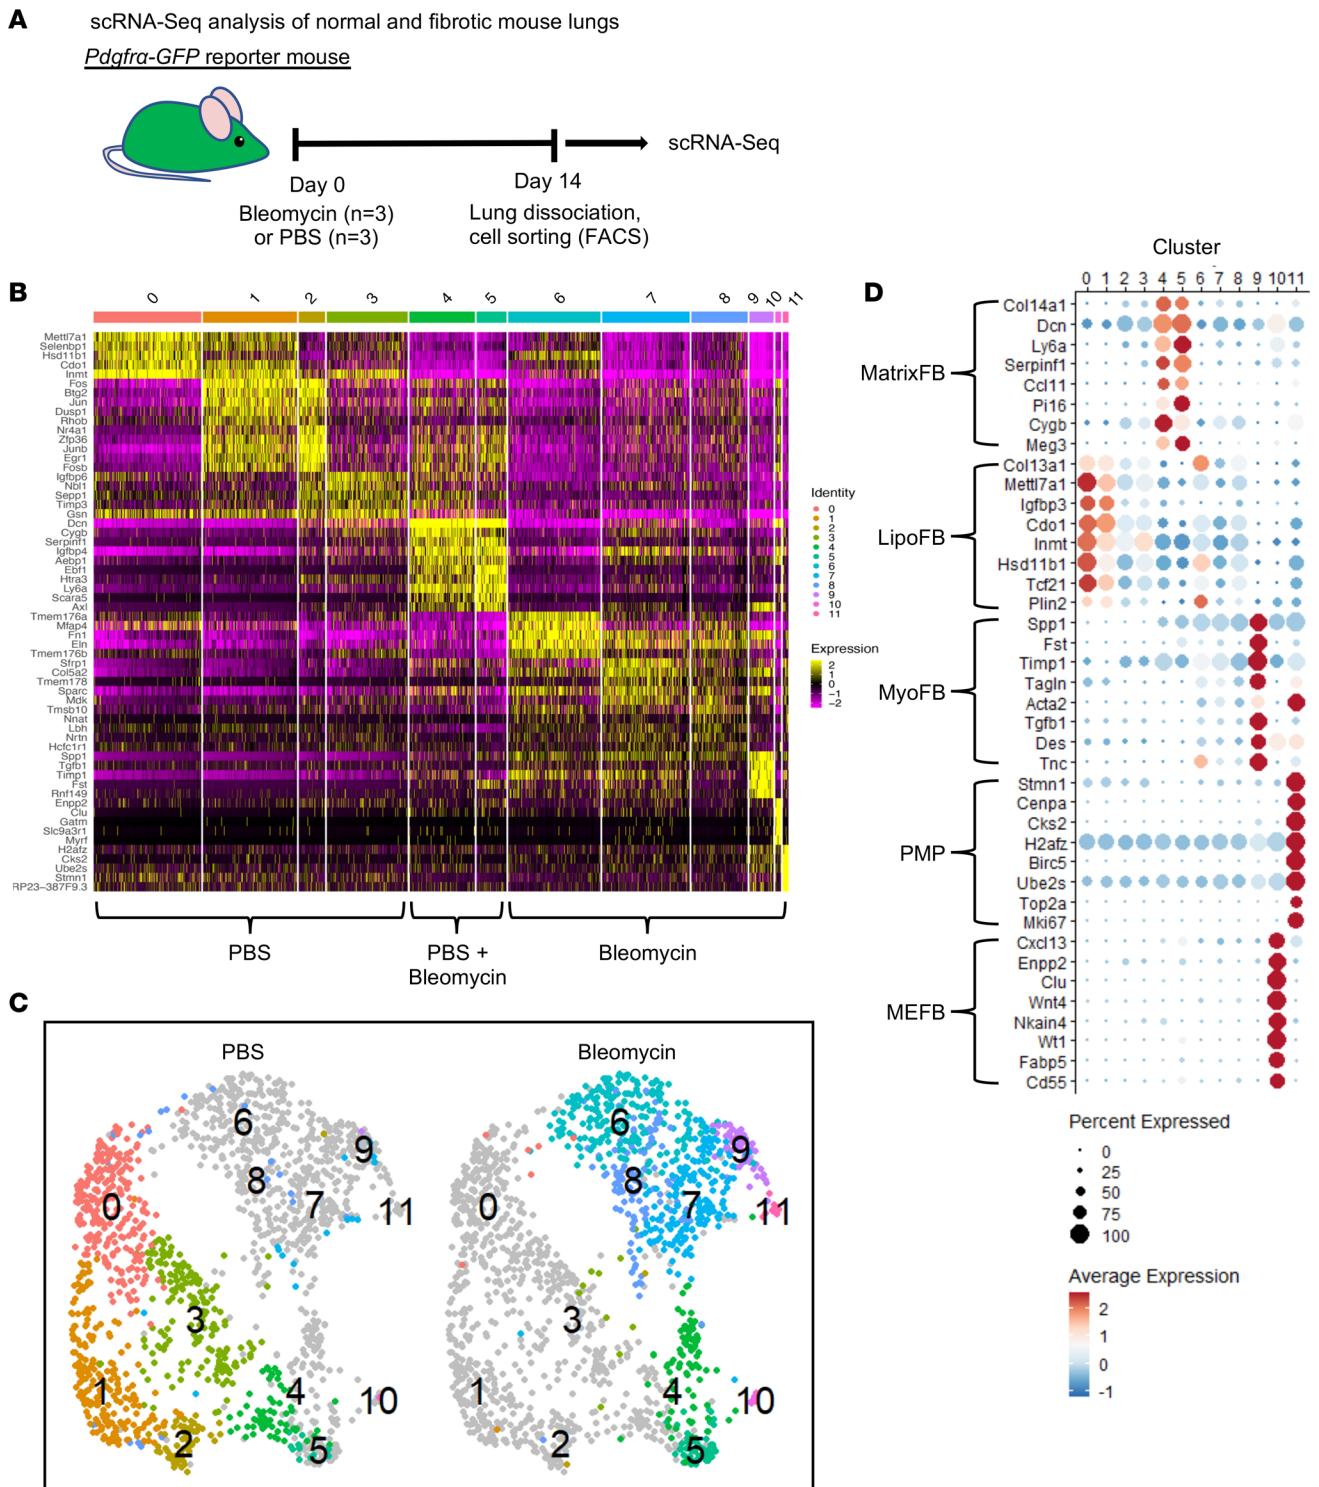 A
scRNA-Seq analysis of normal and fibrotic mouse lungs
Pdgfrα-GFP reporter mouse
Day 0
Bleomycin (n=3)
or PBS (n=3)
Day 14
Lung dissociation,
cell sorting (FACS)
scRNA-Seq
B
0 1 2 3 4 5 6 7 8 9 10 11
Mettl7a1
Selenbp1
Hsd11b1
Cdo1
Inmt
Fos
Btg2
Jun
Dusp1
Rhob
Nr4a1
Zfp36
Junb
Egr1
Fosb
Igfbp6
Nbl1
Sepp1
Timp3
Gsn
Dcn
Cygb
Serpinf1
Igfbp4
Aebp1
Ebf1
Htra3
Ly6a
Scara5
Axl
Tmem176a
Mfap4
Fn1
Eln
Tmem176b
Sfrp1
Col5a2
Tmem178
Sparc
Mdk
Tmsb10
Nnat
Lbh
Nrtn
Hcfc1r1
Spp1
Tgfb1
Timp1
Fst
Rnf149
Enpp2
Clu
Gatm
Slc9a3r1
Myrf
H2afz
Cks2
Ube2s
Stmn1
RP23-387F9.3
PBS
PBS +
Bleomycin
Bleomycin
Identity
0
1
2
3
4
5
6
7
8
9
10
11
Expression
2
1
0
-1
-2
C
PBS
0
1
2
3
4
5
6
7
8
9
10
11
Bleomycin
0
1
2
3
4
5
6
7
8
9
10
11
D
Cluster
0 1 2 3 4 5 6 7 8 9 10 11
MatrixFB
Col14a1
Dcn
Ly6a
Serpinf1
Ccl11
Pi16
Cygb
Meg3
LipoFB
Col13a1
Mettl7a1
Igfbp3
Cdo1
Inmt
Hsd11b1
Tcf21
Plin2
MyoFB
Spp1
Fst
Timp1
Tagln
Acta2
Tgfb1
Des
Tnc
PMP
Stmn1
Cenpa
Cks2
H2afz
Birc5
Ube2s
Top2a
Mki67
MEFB
Cxcl13
Enpp2
Clu
Wnt4
Nkain4
Wt1
Fabp5
Cd55
Percent Expressed
0
25
50
75
100
Average Expression
2
1
0
-1